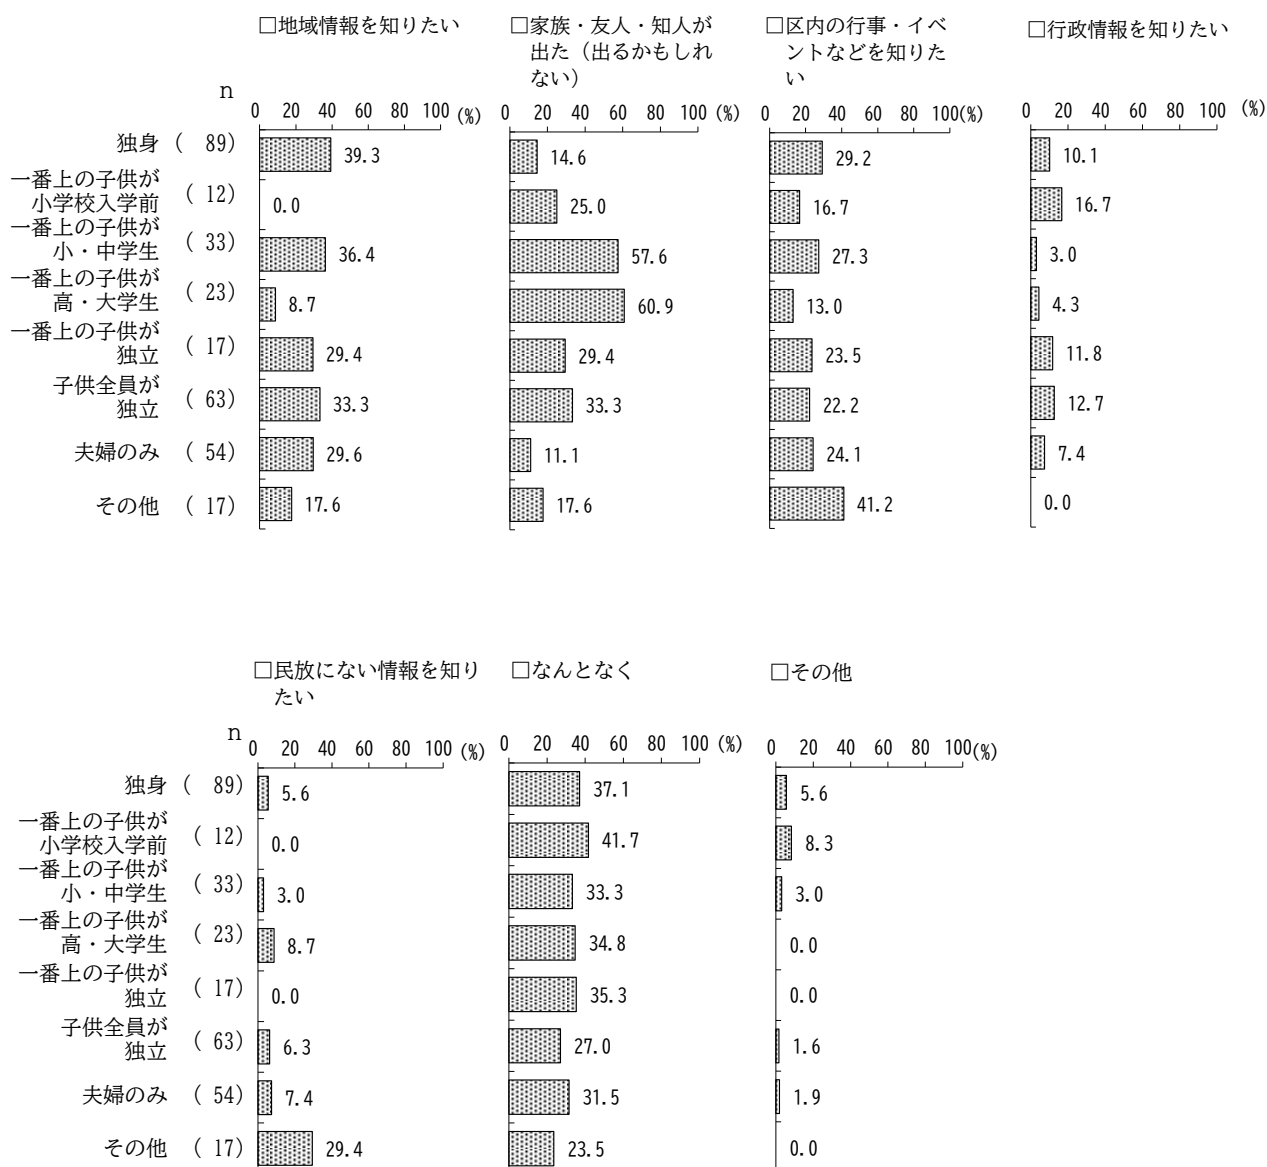 □地域情報を知りたい
□家族・友人・知人が
出た（出るかもしれ
ない）
□区内の行事・イベ
ントなどを知りた
い
□行政情報を知りたい
n
0 20 40 60 80 100 (%)
0 20 40 60 80 100 (%)
0 20 40 60 80 100(%)
0 20 40 60 80 100 (%)
独身 ( 89) 39.3 14.6 29.2 10.1
一番上の子供が
小学校入学前 ( 12) 0.0 25.0 16.7 16.7
一番上の子供が
小・中学生 ( 33) 36.4 57.6 27.3 3.0
一番上の子供が
高・大学生 ( 23) 8.7 60.9 13.0 4.3
一番上の子供が
独立 ( 17) 29.4 29.4 23.5 11.8
子供全員が
独立 ( 63) 33.3 33.3 22.2 12.7
夫婦のみ ( 54) 29.6 11.1 24.1 7.4
その他 ( 17) 17.6 17.6 41.2 0.0
□民放にない情報を知り
たい
□なんとなく
□その他
n
0 20 40 60 80 100 (%)
0 20 40 60 80 100 (%)
0 20 40 60 80 100(%)
独身 ( 89) 5.6 37.1 5.6
一番上の子供が
小学校入学前 ( 12) 0.0 41.7 8.3
一番上の子供が
小・中学生 ( 33) 3.0 33.3 3.0
一番上の子供が
高・大学生 ( 23) 8.7 34.8 0.0
一番上の子供が
独立 ( 17) 0.0 35.3 0.0
子供全員が
独立 ( 63) 6.3 27.0 1.6
夫婦のみ ( 54) 7.4 31.5 1.9
その他 ( 17) 29.4 23.5 0.0